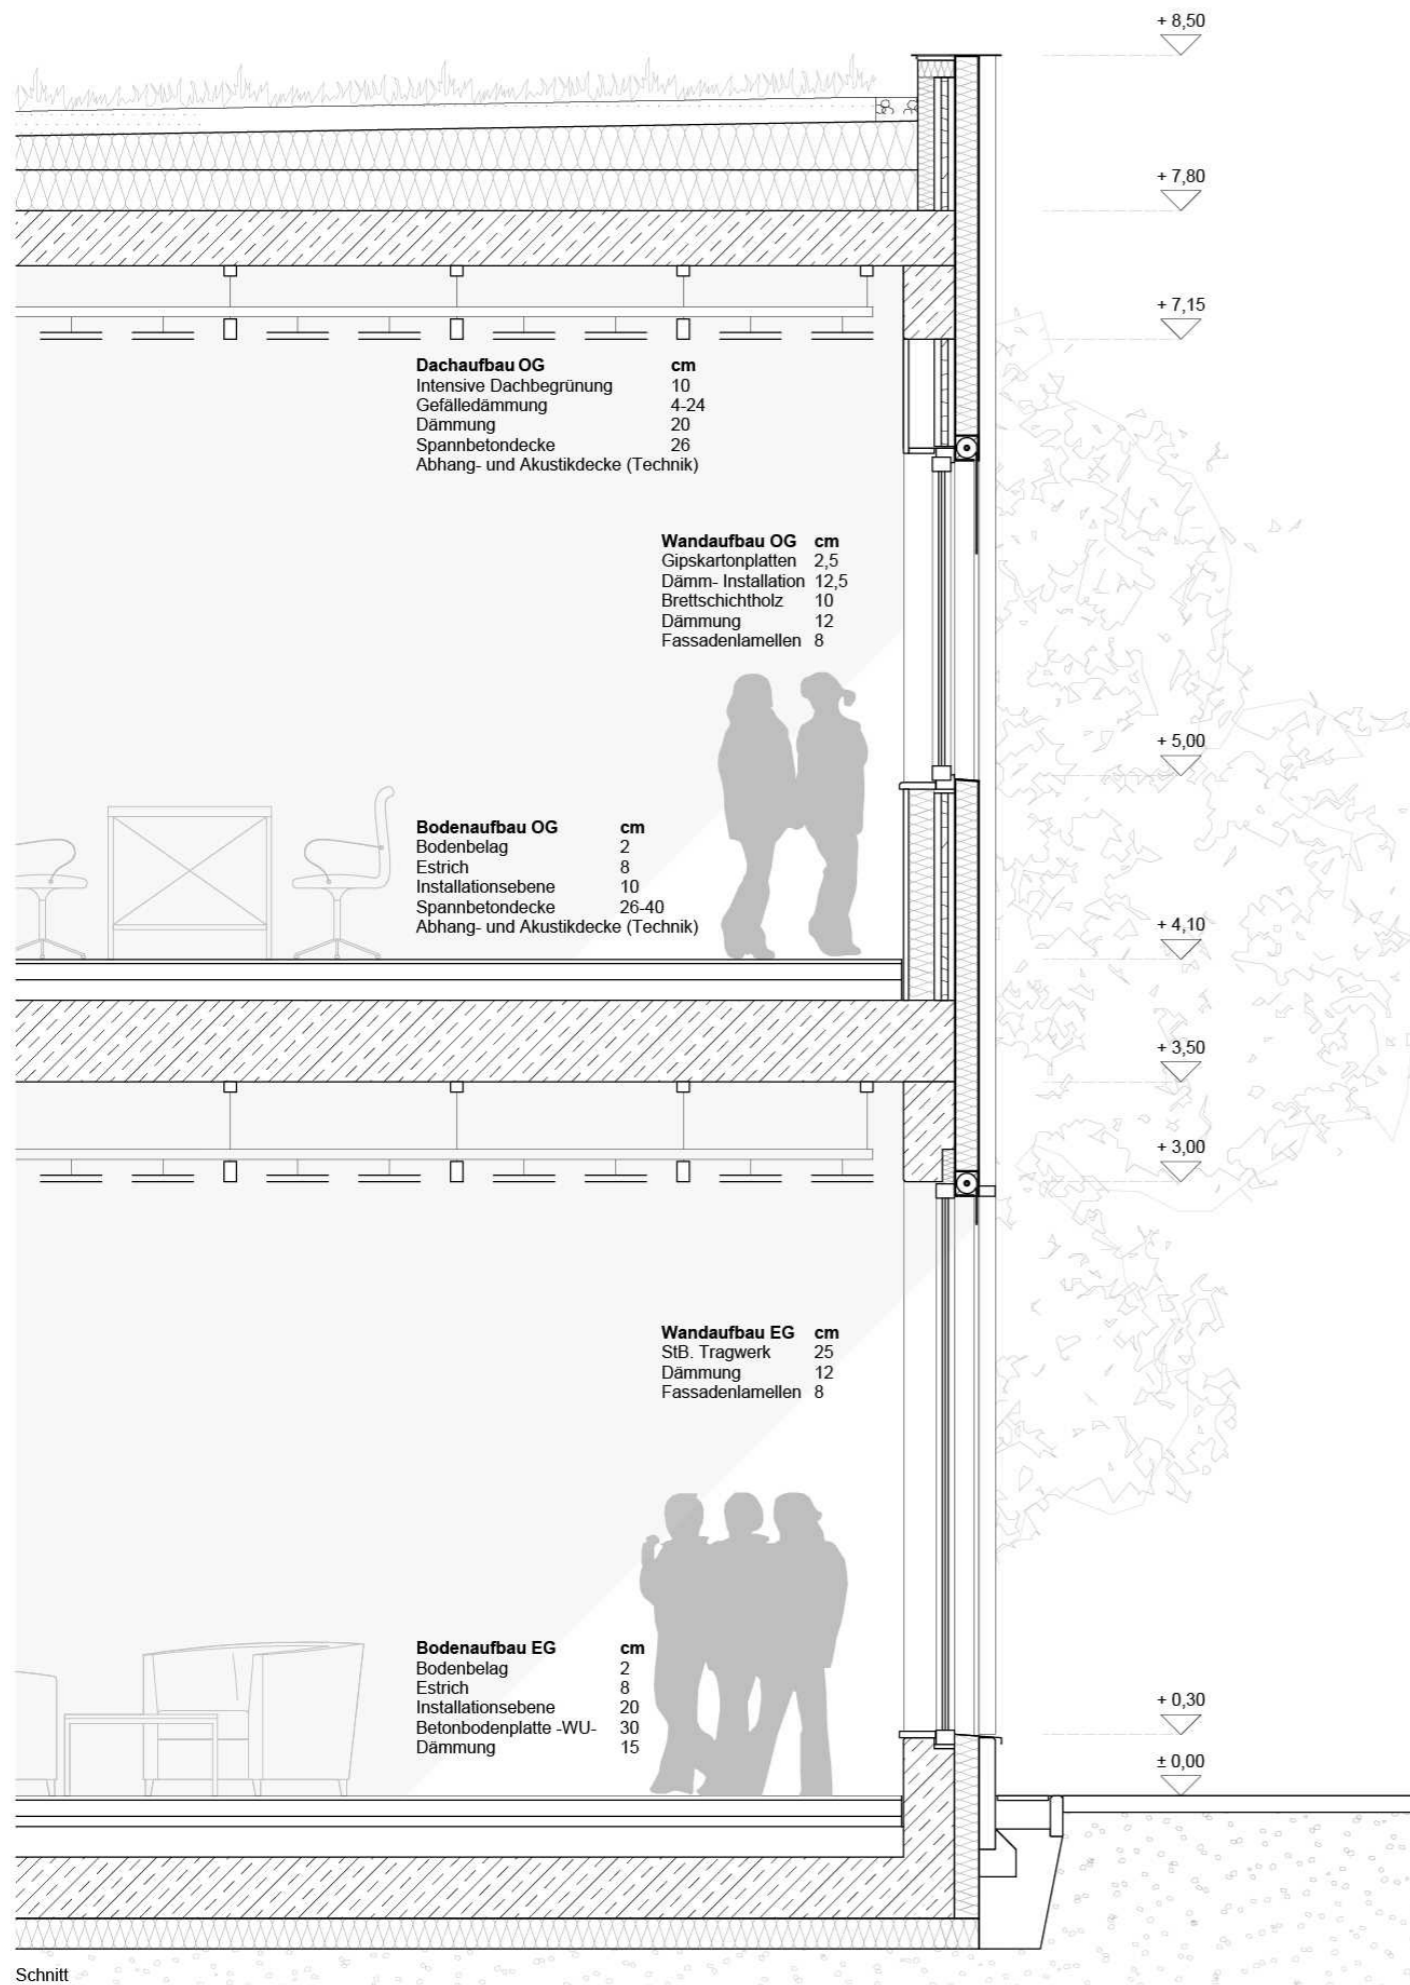 + 8,50
+ 7,80
+ 7,15
Dachaufbau OG cm
Intensive Dachbegrünung 10
Gefälledämmung 4-24
Dämmung 20
Spannbetondecke 26
Abhang- und Akustikdecke (Technik)
Wandaufbau OG cm
Gipskartonplatten 2,5
Dämm- Installation 12,5
Brettschichtholz 10
Dämmung 12
Fassadenlamellen 8
+ 5,00
Bodenaufbau OG cm
Bodenbelag 2
Estrich 8
Installationsebene 10
Spannbetondecke 26-40
Abhang- und Akustikdecke (Technik)
+ 4,10
+ 3,50
+ 3,00
Wandaufbau EG cm
StB. Tragwerk 25
Dämmung 12
Fassadenlamellen 8
Bodenaufbau EG cm
Bodenbelag 2
Estrich 8
Installationsebene 20
Betonbodenplatte -WU- 30
Dämmung 15
+ 0,30
± 0,00
Schnitt